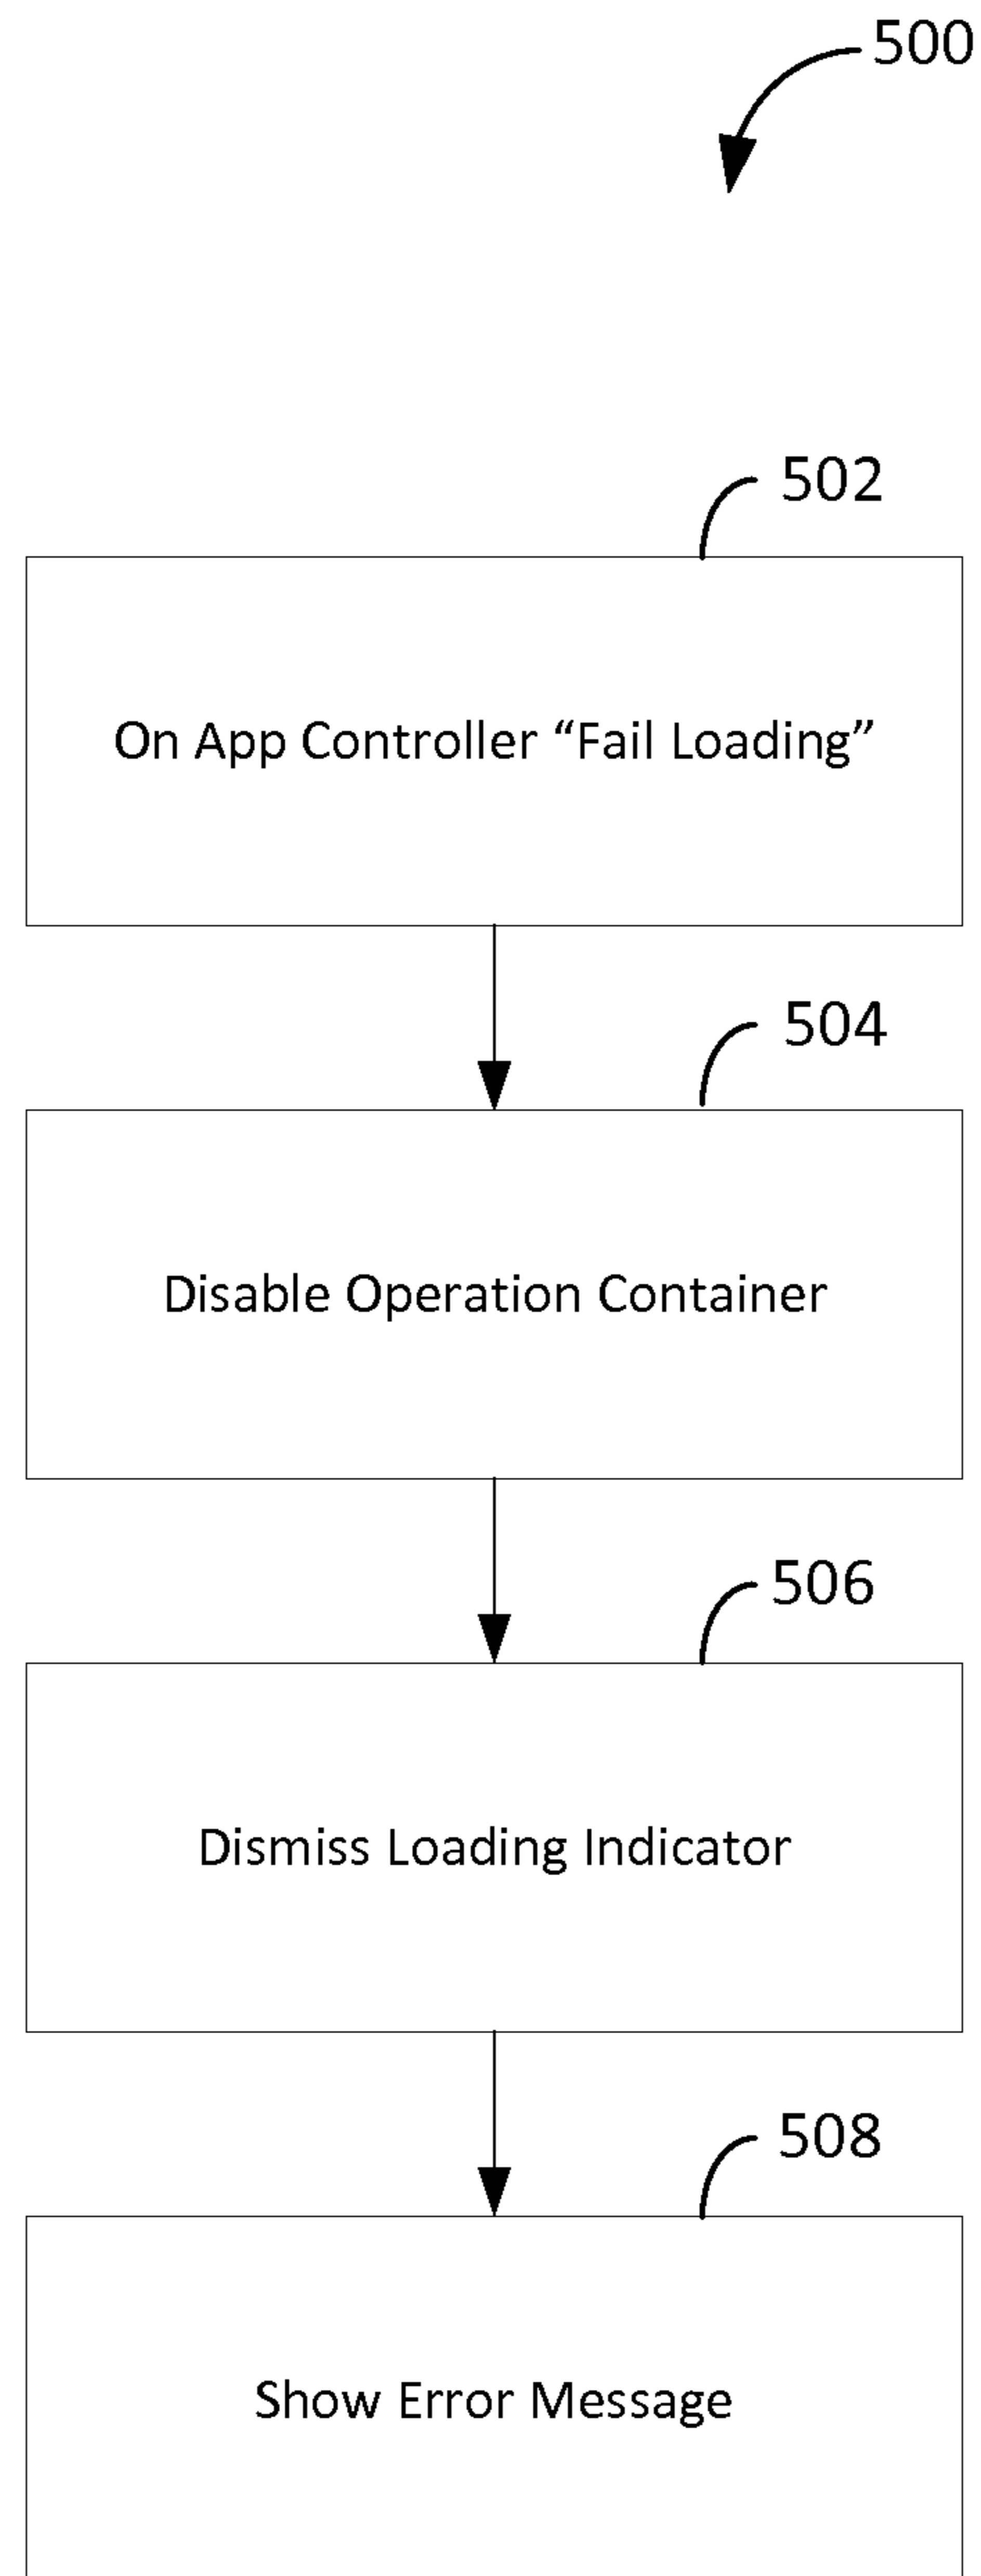 500
502
On App Controller “Fail Loading”
504
Disable Operation Container
506
Dismiss Loading Indicator
508
Show Error Message